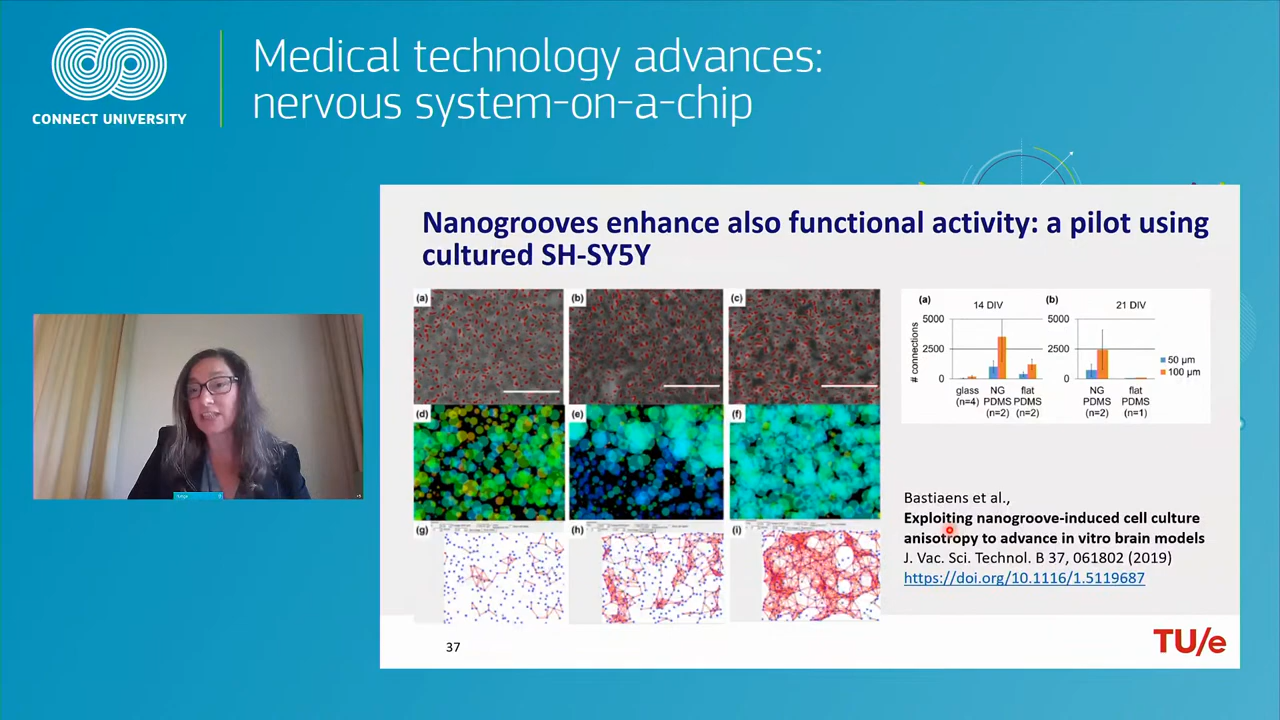 CONNECT UNIVERSITY
Medical technology advances:
nervous system-on-a-chip
Nanogrooves enhance also functional activity: a pilot using
cultured SH-SY5Y
(a)
(b)
(c)
(d)
(e)
(f)
(g)
(h)
(i)
(a)
14 DIV
(b)
21 DIV
# connections
5000
2500
0
5000
2500
0
glass
(n=4)
NG
PDMS
(n=2)
flat
PDMS
(n=2)
NG
PDMS
(n=2)
flat
PDMS
(n=1)
50 µm
100 µm
Bastiaens et al.,
Exploiting nanogroove-induced cell culture
anisotropy to advance in vitro brain models
J. Vac. Sci. Technol. B 37, 061802 (2019)
https://doi.org/10.1116/1.5119687
37
TU/e